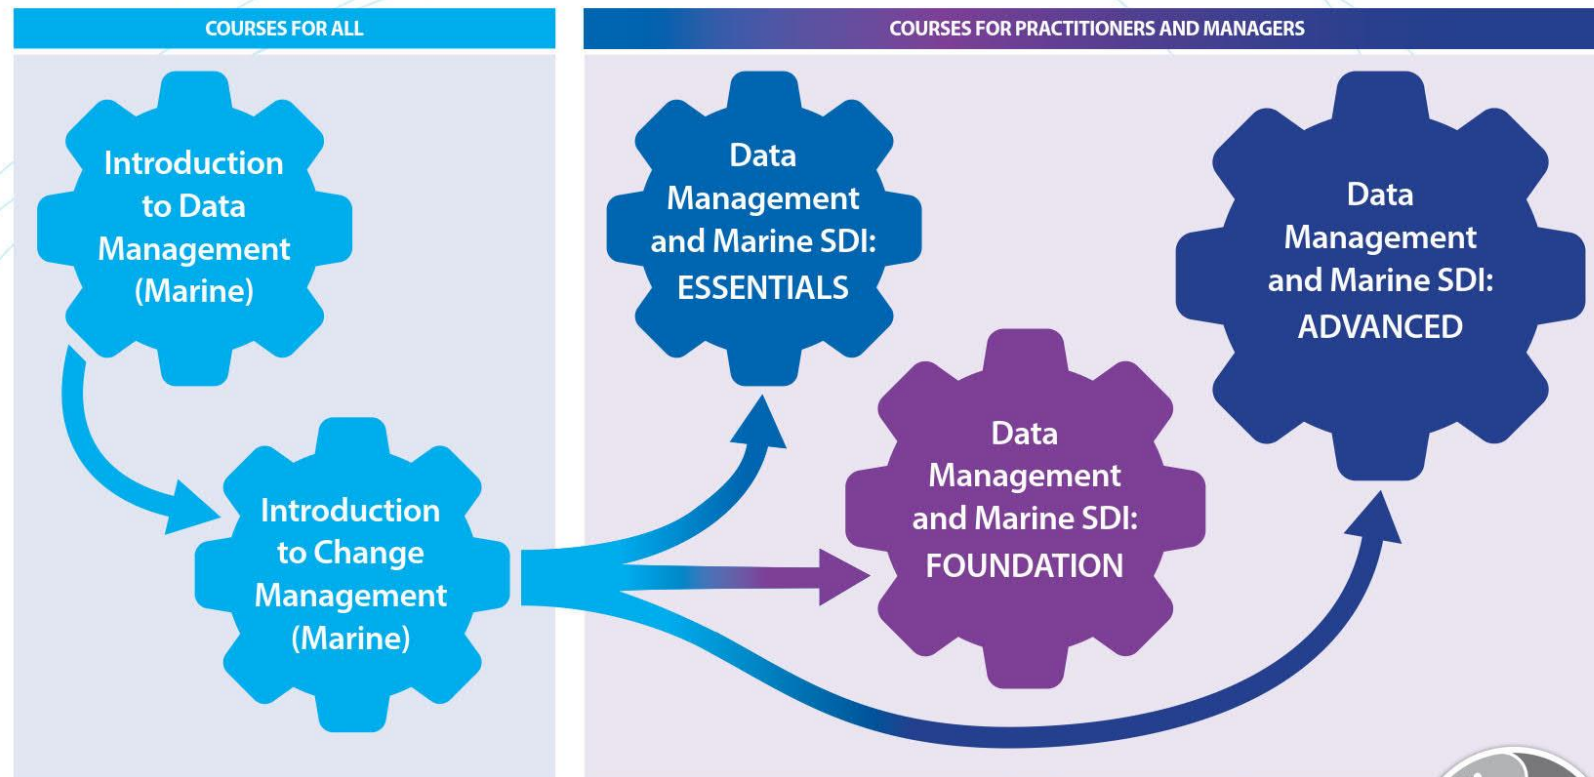 COURSES FOR ALL
Introduction
to Data
Management
(Marine)
Introduction
to Change
Management
(Marine)
COURSES FOR PRACTITIONERS AND MANAGERS
Data
Management
and Marine SDI:
ESSENTIALS
Data
Management
and Marine SDI:
FOUNDATION
Data
Management
and Marine SDI:
ADVANCED